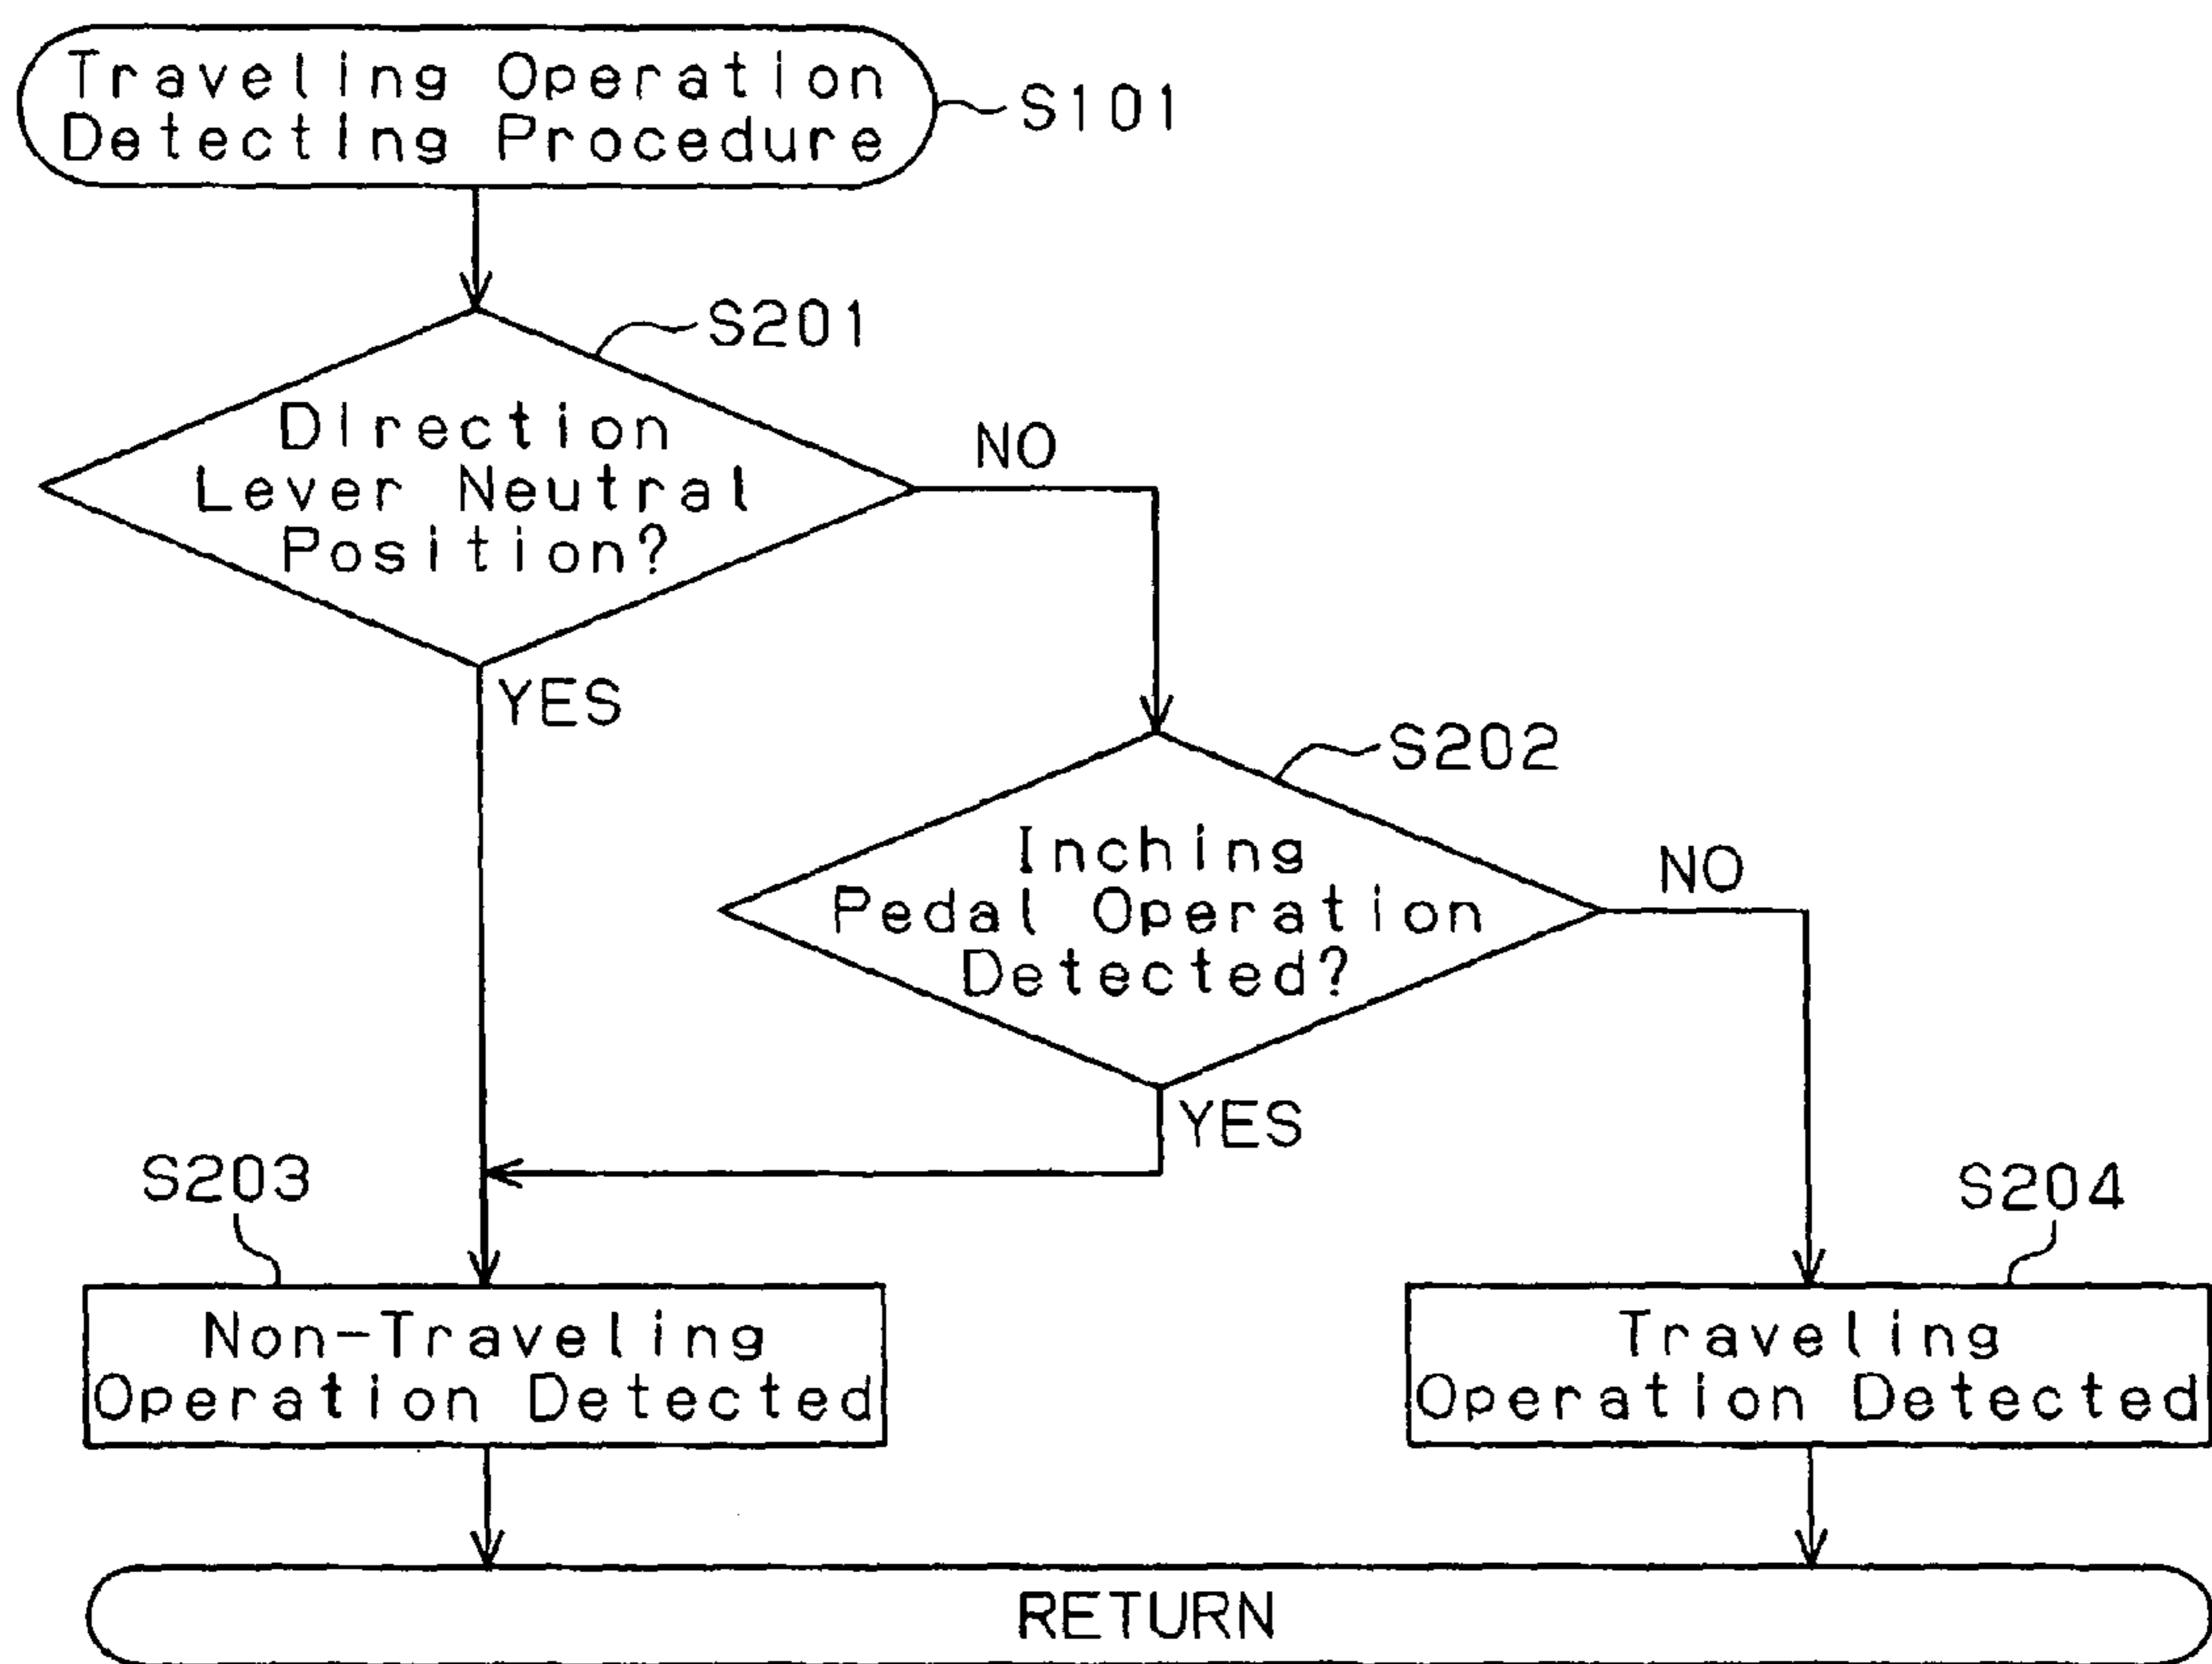 Traveling Operation
Detecting Procedure
S101
S201
Direction
Lever Neutral
Position?
NO
YES
S202
Inching
Pedal Operation
Detected?
NO
YES
S203
S204
Non-Traveling
Operation Detected
Traveling
Operation Detected
RETURN